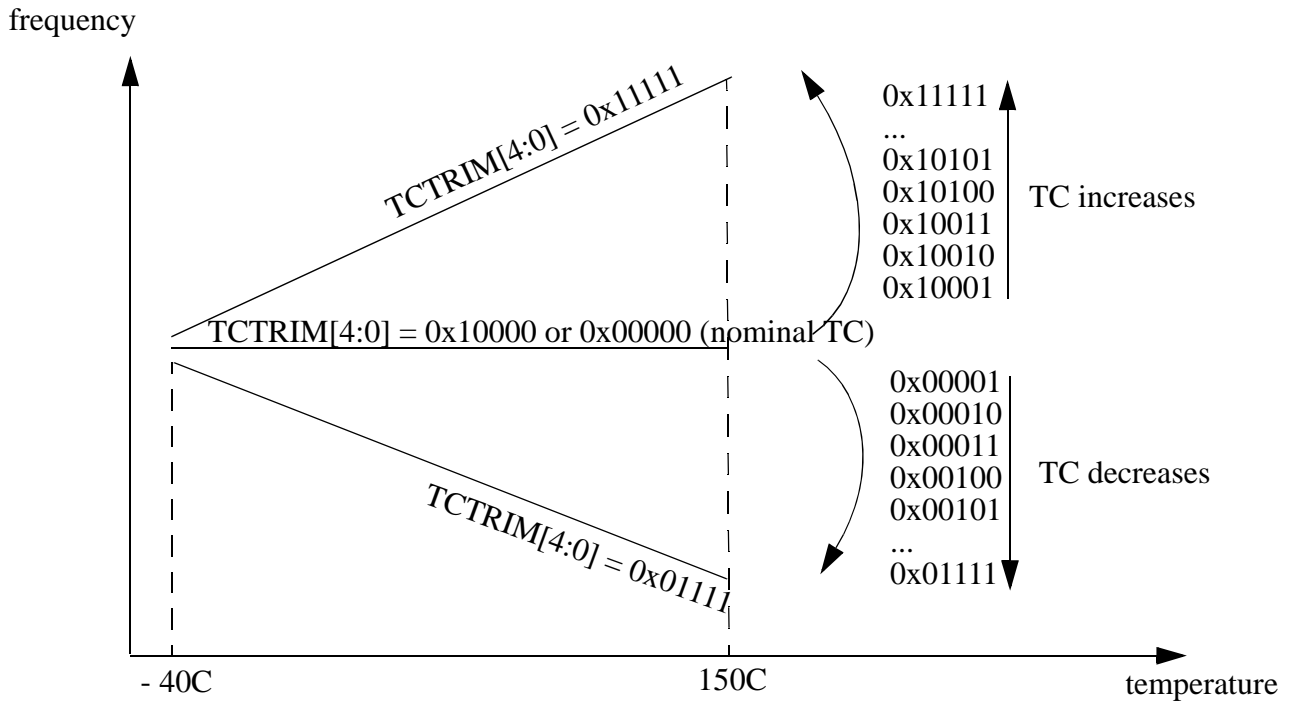 frequency
TCTRIM[4:0] = 0x11111
0x11111
...
0x10101
0x10100
0x10011
0x10010
0x10001
TC increases
TCTRIM[4:0] = 0x10000 or 0x00000 (nominal TC)
0x00001
0x00010
0x00011
0x00100
0x00101
...
0x01111
TC decreases
TCTRIM[4:0] = 0x01111
- 40C
150C
temperature